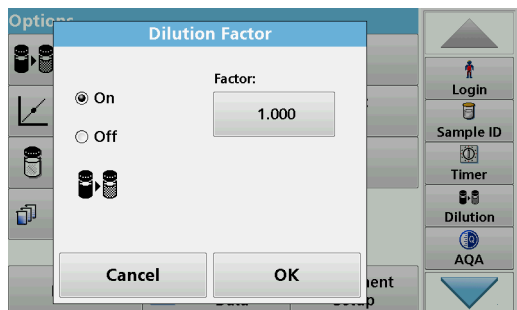 Options
Dilution Factor
Factor:
On
1.000
Off
Cancel
OK
Login
Sample ID
Timer
Dilution
AQA